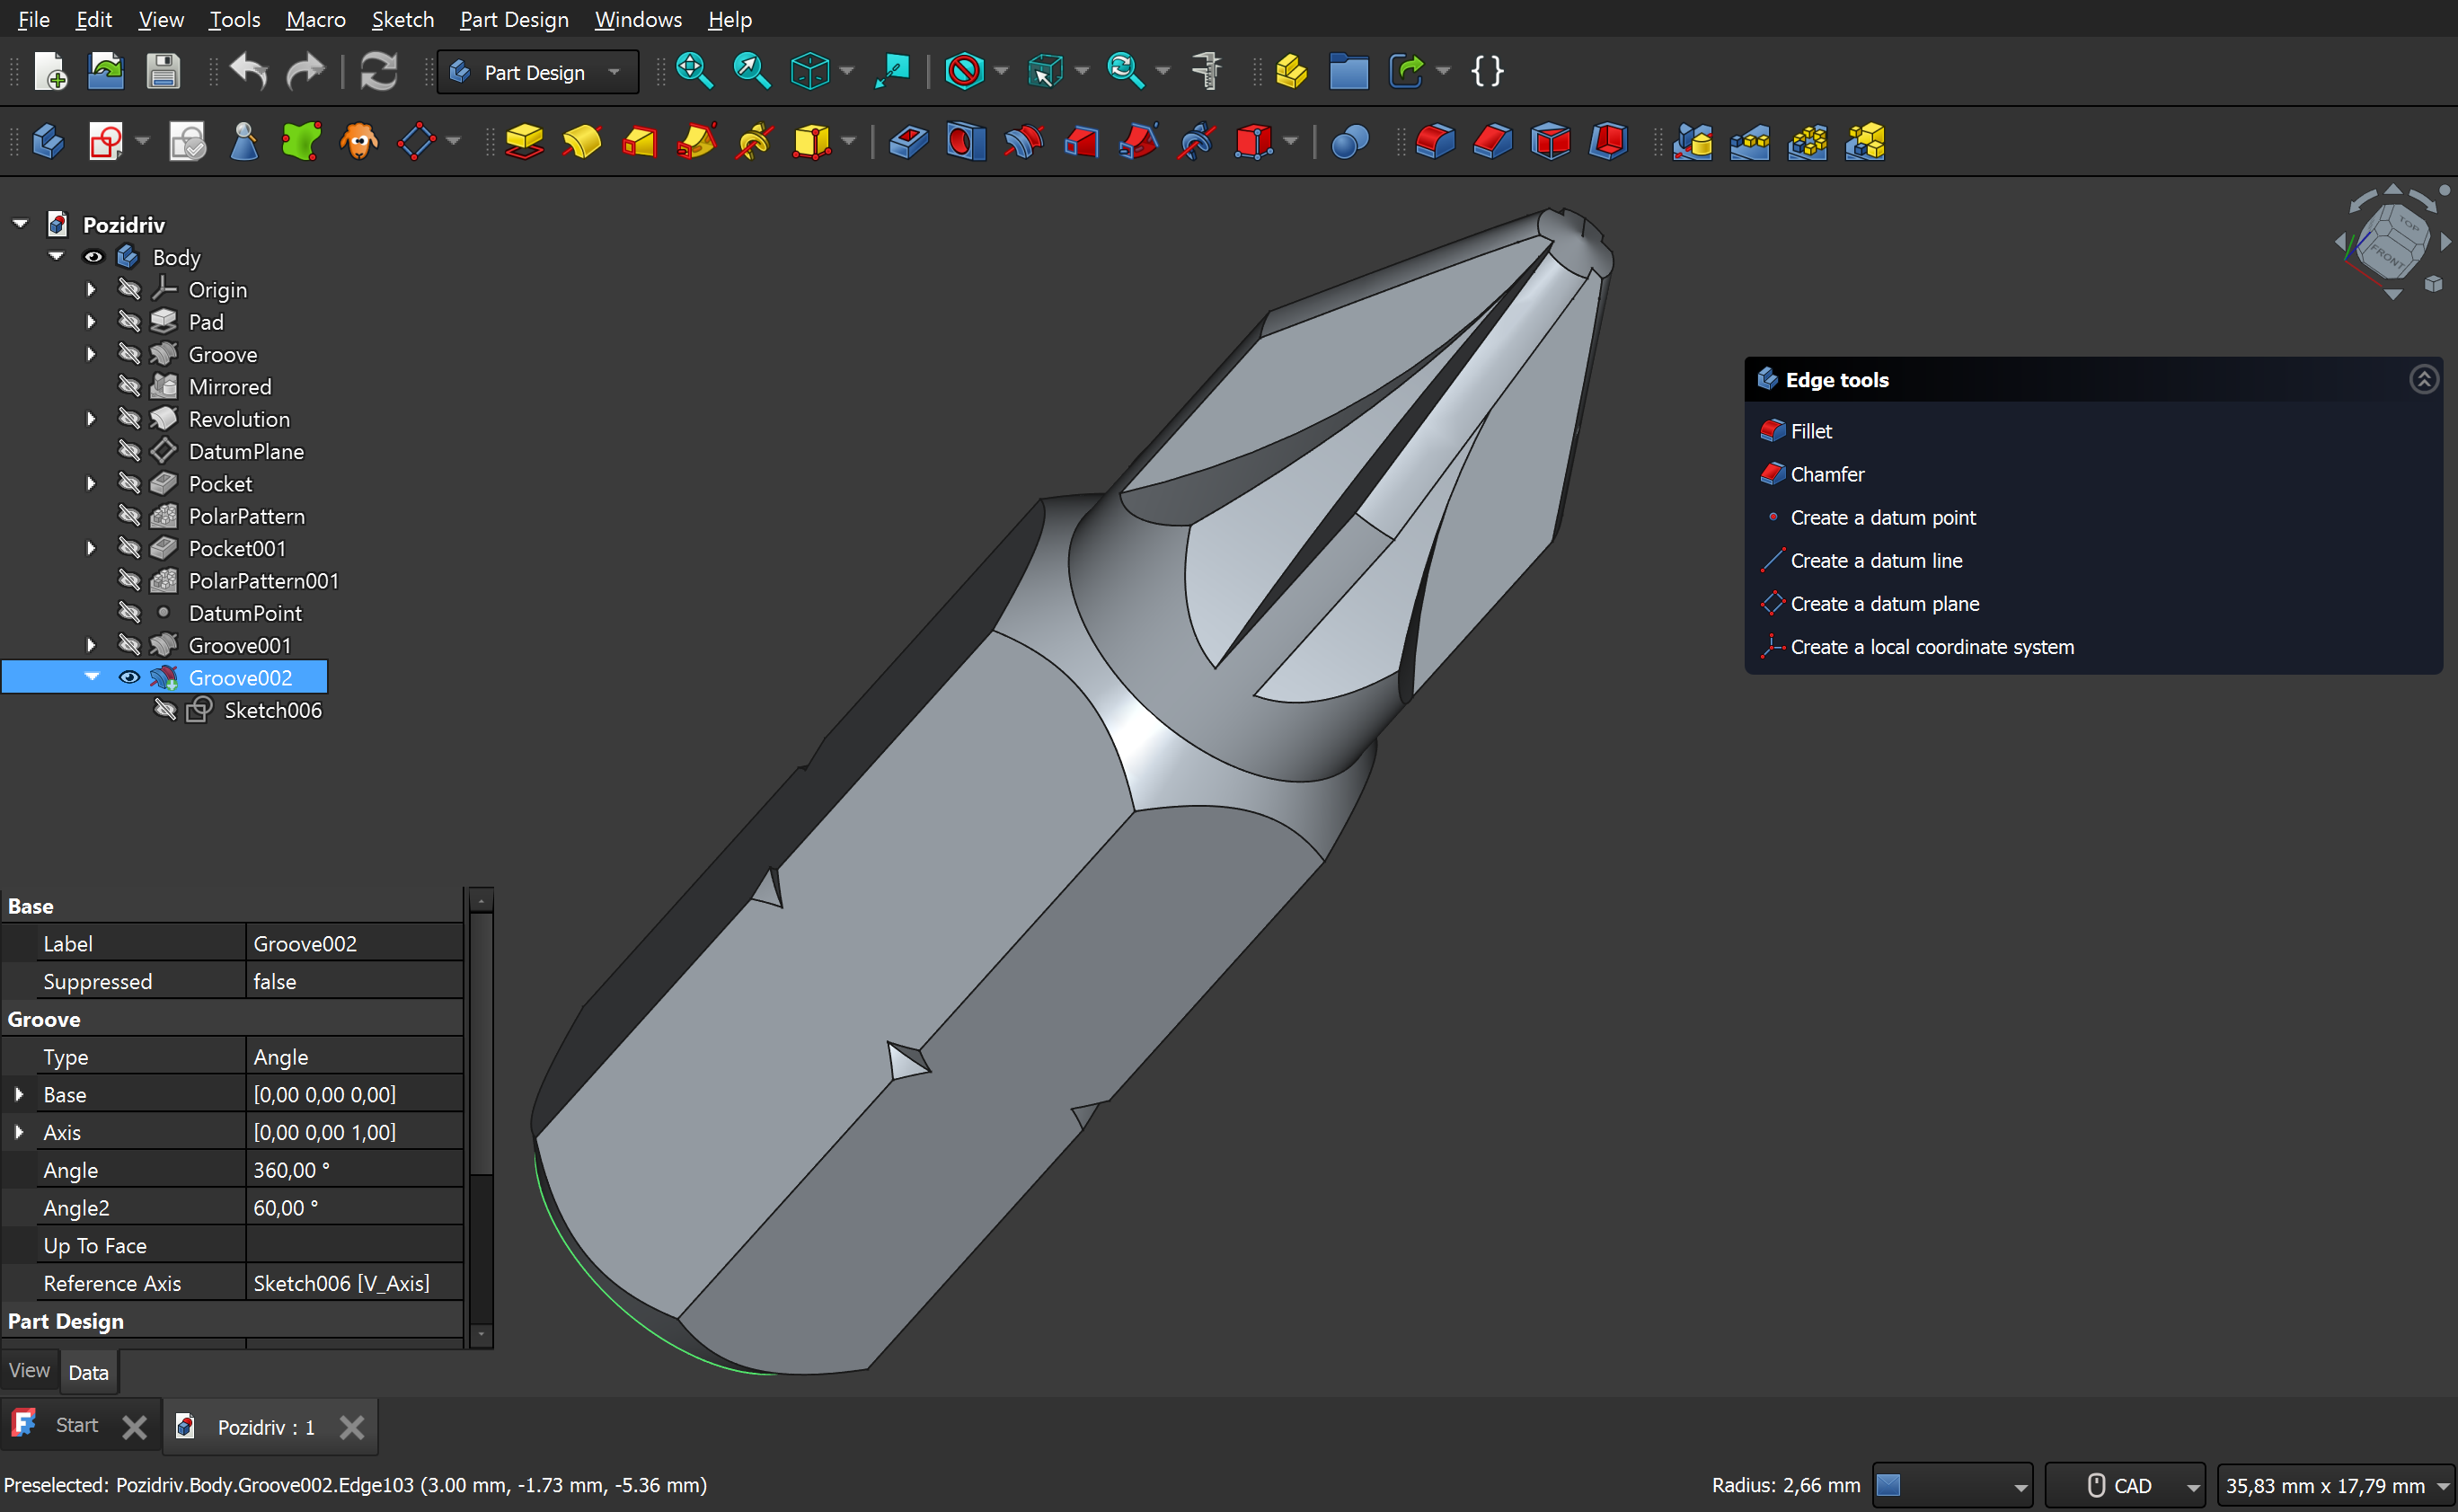 File Edit View Tools Macro Sketch Part Design Windows Help
Part Design
{}
Pozidriv
Body
Origin
Pad
Groove
Mirrored
Revolution
DatumPlane
Pocket
PolarPattern
Pocket001
PolarPattern001
DatumPoint
Groove001
Groove002
Sketch006
TOP
FRONT
Edge tools
Fillet
Chamfer
Create a datum point
Create a datum line
Create a datum plane
Create a local coordinate system
Base
Label Groove002
Suppressed false
Groove
Type Angle
Base [0,00 0,00 0,00]
Axis [0,00 0,00 1,00]
Angle 360,00 °
Angle2 60,00 °
Up To Face
Reference Axis Sketch006 [V_Axis]
Part Design
View Data
Start Pozidriv : 1
Preselected: Pozidriv.Body.Groove002.Edge103 (3.00 mm, -1.73 mm, -5.36 mm) Radius: 2,66 mm CAD 35,83 mm x 17,79 mm